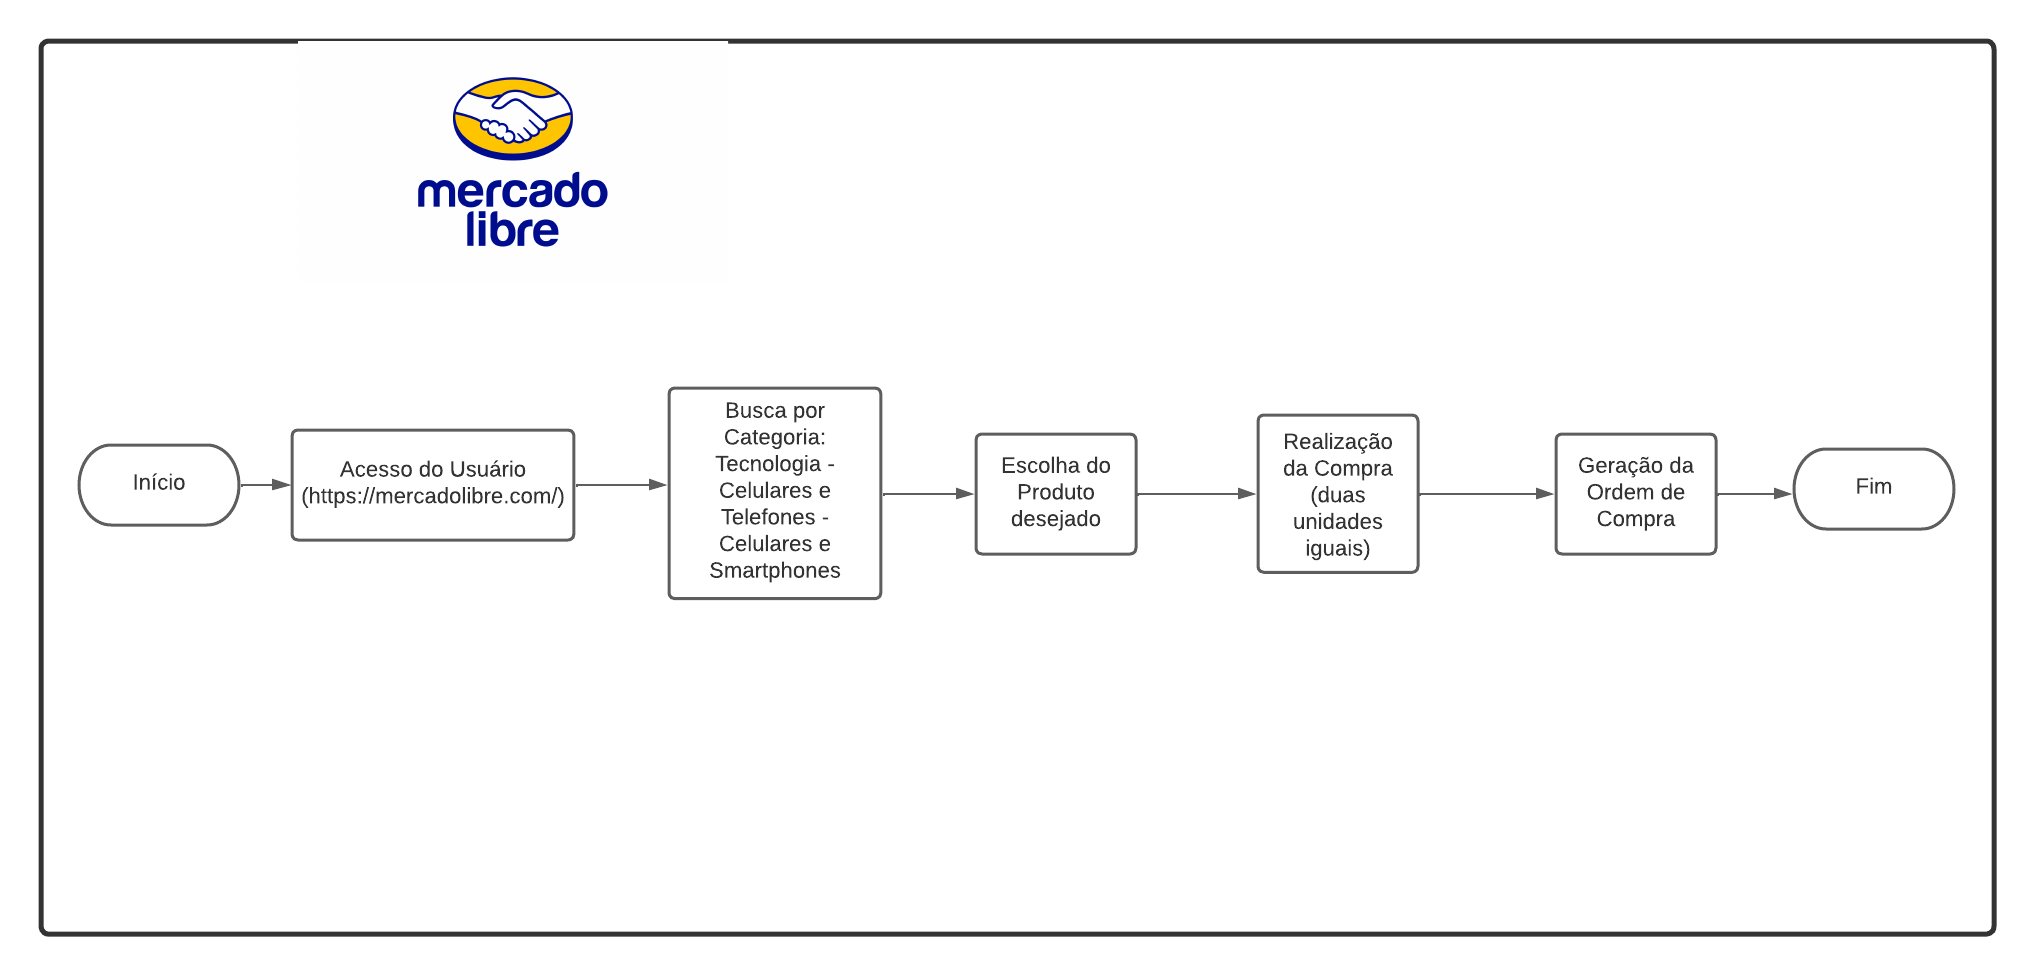 mercado
libre
Início
Acesso do Usuário
(https://mercadolibre.com/)
Busca por
Categoria:
Tecnologia -
Celulares e
Telefones -
Celulares e
Smartphones
Escolha do
Produto
desejado
Realização
da Compra
(duas
unidades
iguais)
Geração da
Ordem de
Compra
Fim